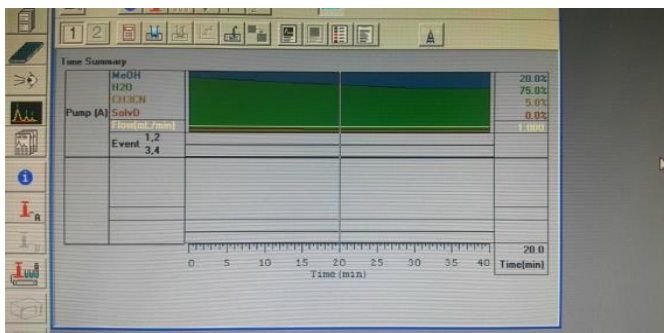 1 2
A
Time Summary
MeOH 20.0%
H2O 75.0%
CH3CN 5.0%
Pump (A) SolvD 0.0%
Flow(mL/min) 1.000
Event 1,2
3,4
A
20.0
0 5 10 15 20 25 30 35 40 Time(min)
Time (min)